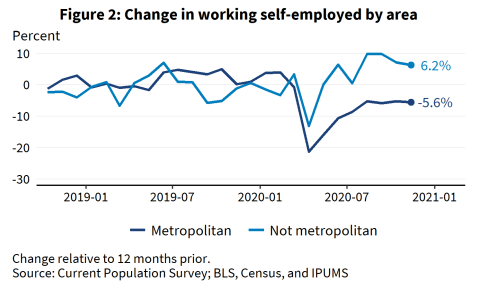 Figure 2: Change in working self-employed by area
Percent
10
0
-10
-20
-30
6.2%
-5.6%
2019-01 2019-07 2020-01 2020-07 2021-01
Metropolitan Not metropolitan
Change relative to 12 months prior.
Source: Current Population Survey; BLS, Census, and IPUMS